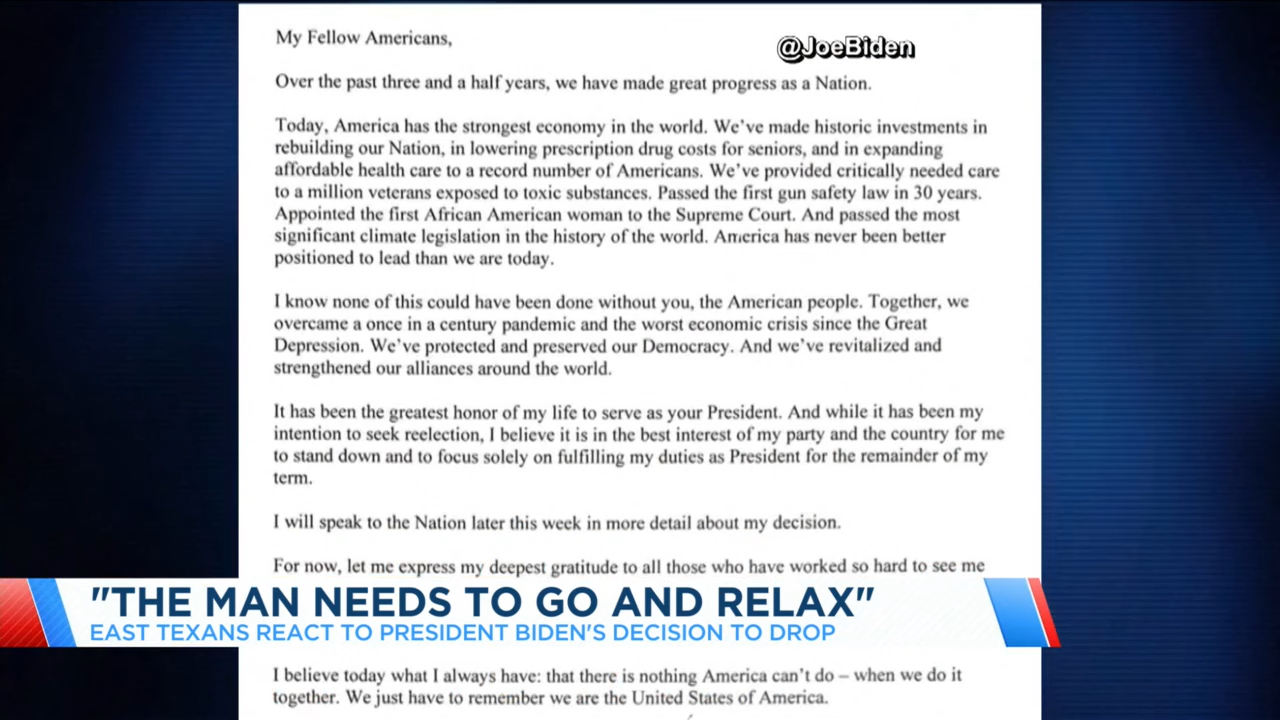 My Fellow Americans,
@JoeBiden
Over the past three and a half years, we have made great progress as a Nation.
Today, America has the strongest economy in the world. We've made historic investments in
rebuilding our Nation, in lowering prescription drug costs for seniors, and in expanding
affordable health care to a record number of Americans. We've provided critically needed care
to a million veterans exposed to toxic substances. Passed the first gun safety law in 30 years.
Appointed the first African American woman to the Supreme Court. And passed the most
significant climate legislation in the history of the world. America has never been better
positioned to lead than we are today.
I know none of this could have been done without you, the American people. Together, we
overcame a once in a century pandemic and the worst economic crisis since the Great
Depression. We've protected and preserved our Democracy. And we've revitalized and
strengthened our alliances around the world.
It has been the greatest honor of my life to serve as your President. And while it has been my
intention to seek reelection, I believe it is in the best interest of my party and the country for me
to stand down and to focus solely on fulfilling my duties as President for the remainder of my
term.
I will speak to the Nation later this week in more detail about my decision.
For now, let me express my deepest gratitude to all those who have worked so hard to see me
"THE MAN NEEDS TO GO AND RELAX"
EAST TEXANS REACT TO PRESIDENT BIDEN'S DECISION TO DROP
I believe today what I always have: that there is nothing America can't do – when we do it
together. We just have to remember we are the United States of America.